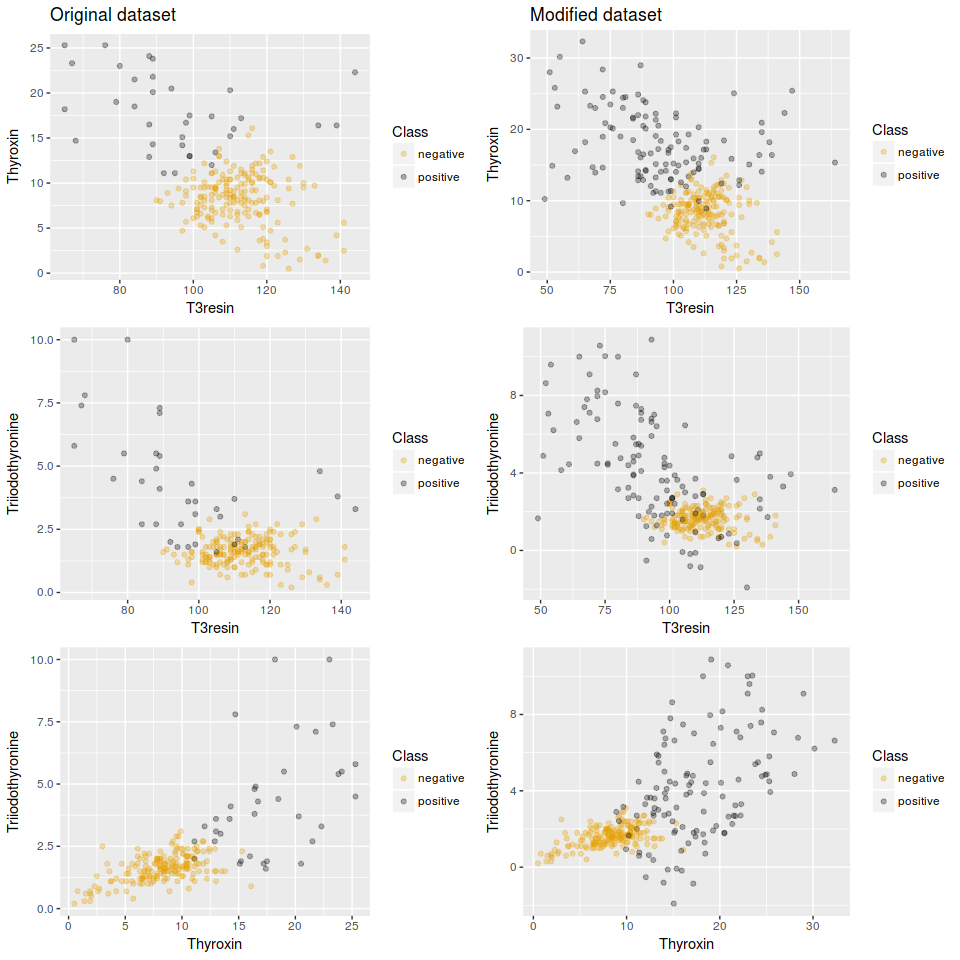 Original dataset
Modified dataset
25
20
15
10
5
0
Thyroxin
80 100 120 140
T3resin
Class
negative
positive
30
20
10
0
Thyroxin
50 75 100 125 150
T3resin
Class
negative
positive
10.0
7.5
5.0
2.5
0.0
Triiodothyronine
80 100 120 140
T3resin
Class
negative
positive
8
4
0
Triiodothyronine
50 75 100 125 150
T3resin
Class
negative
positive
10.0
7.5
5.0
2.5
0.0
Triiodothyronine
0 5 10 15 20 25
Thyroxin
Class
negative
positive
8
4
0
Triiodothyronine
0 10 20 30
Thyroxin
Class
negative
positive